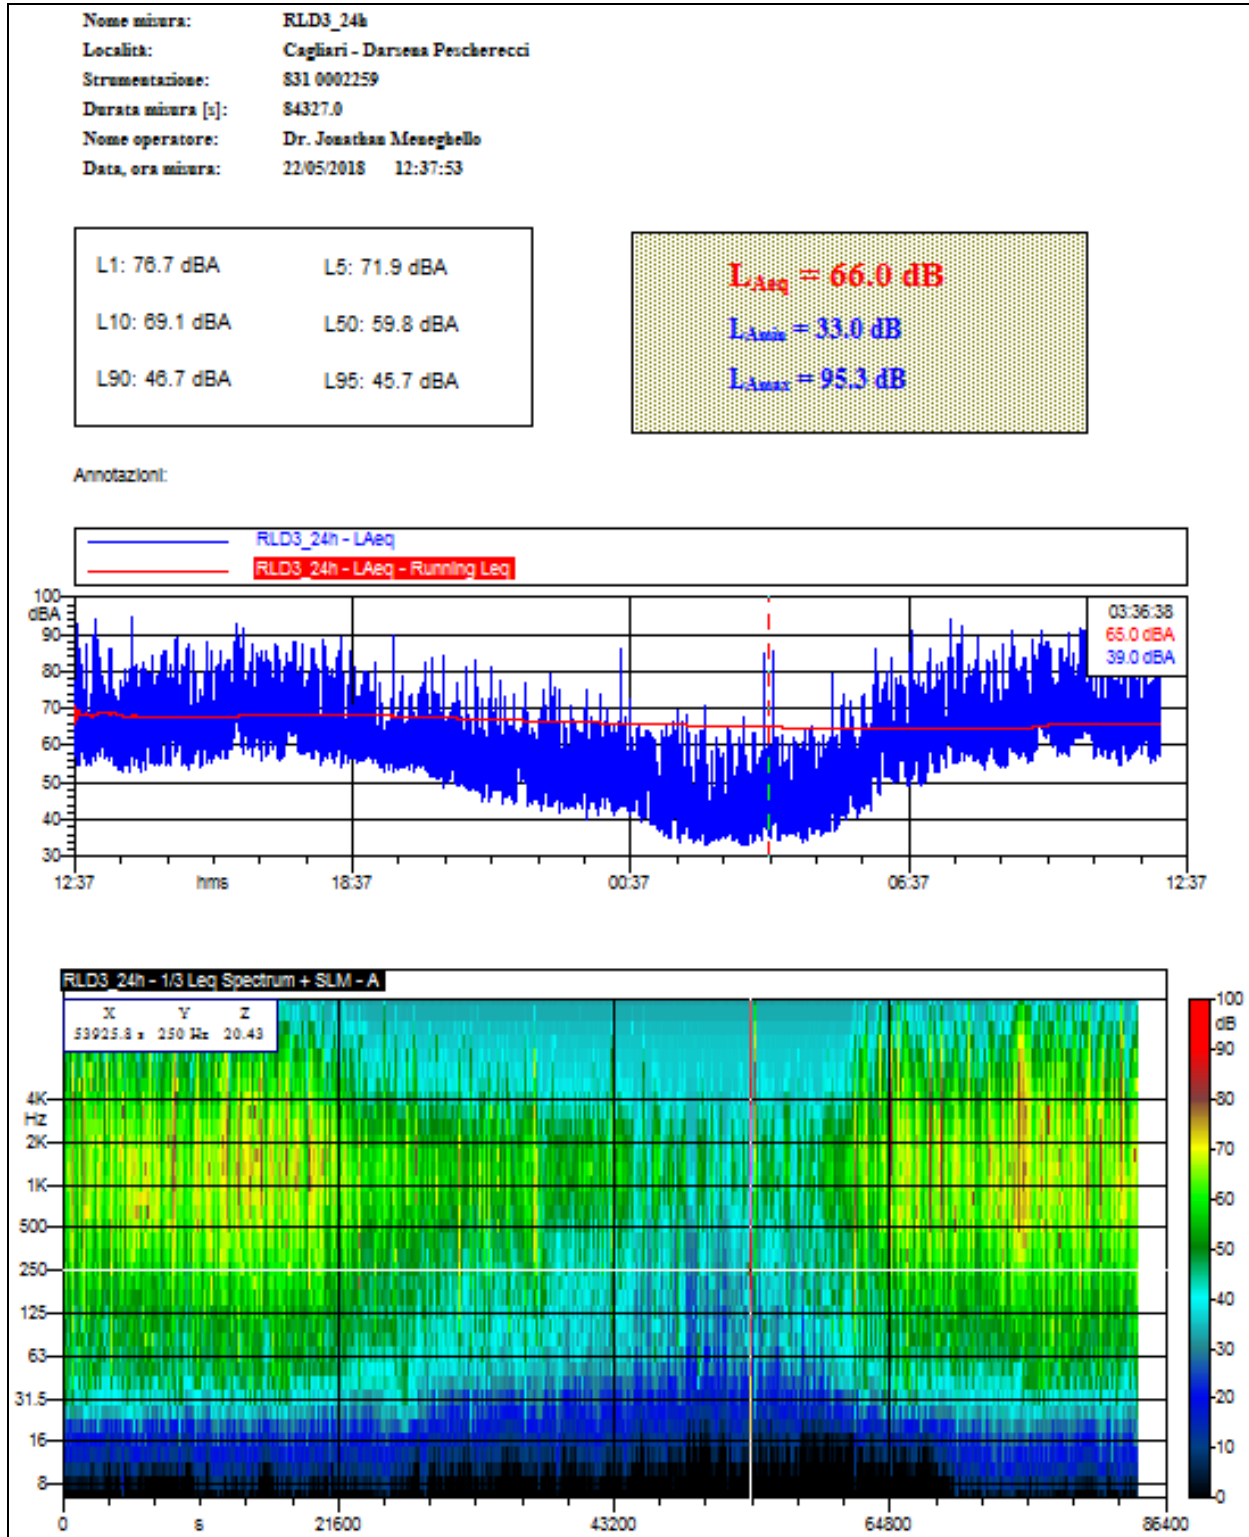 Nome misura: RLD3_24h
Località: Cagliari - Darsena Pescherecci
Strumentazione: 831 0002259
Durata misura [s]: 84327.0
Nome operatore: Dr. Jonathan Meneghello
Data, ora misura: 22/05/2018 12:37:53
L1: 76.7 dBA L5: 71.9 dBA
L10: 69.1 dBA L50: 59.8 dBA
L90: 46.7 dBA L95: 45.7 dBA
LAeq = 66.0 dB
LAmin = 33.0 dB
LAmax = 95.3 dB
Annotazioni:
RLD3_24h - LAeq
RLD3_24h - LAeq - Running Leq
100
dBA
90
80
70
60
50
40
30
03:36:38
65.0 dBA
39.0 dBA
12:37 hms 18:37 00:37 06:37 12:37
RLD3_24h - 1/3 Leq Spectrum + SLM - A
X Y Z
53925.8 s 250 Hz 20.43
4K
Hz
2K
1K
500
250
125
63
31.5
16
8
100
dB
90
80
70
60
50
40
30
20
10
0
0 s 21600 43200 64800 86400